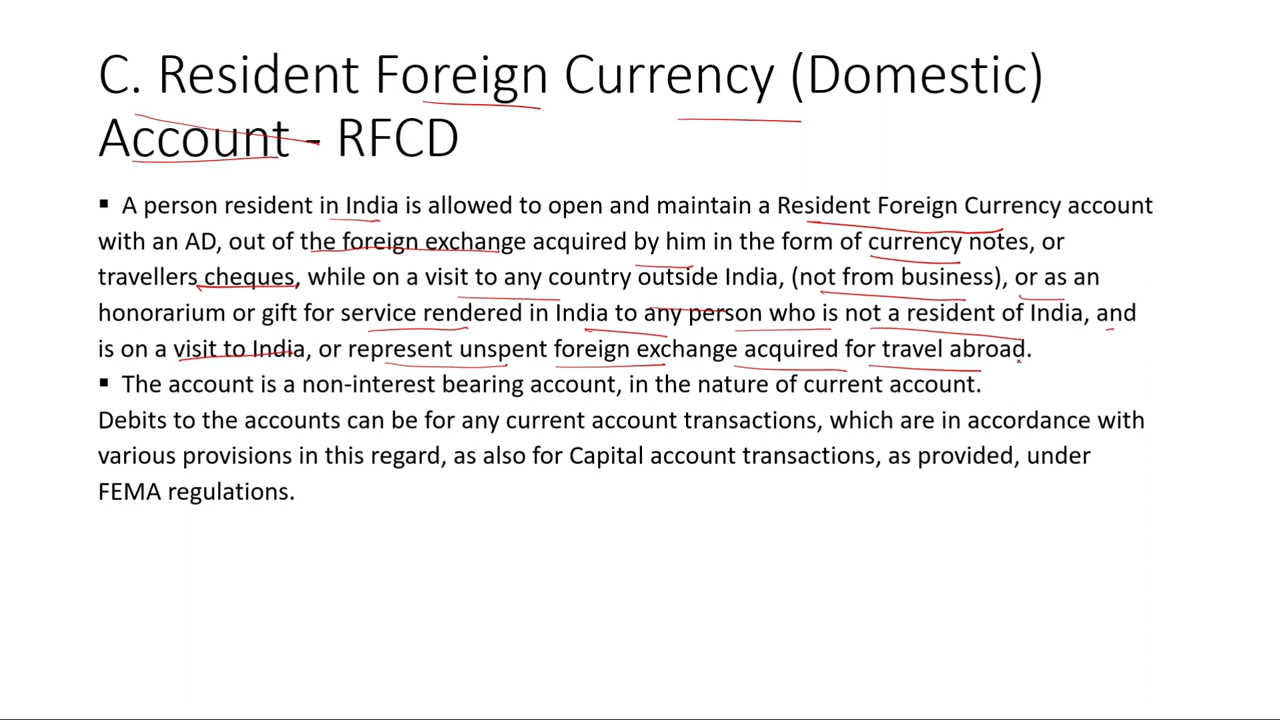 C. Resident Foreign Currency (Domestic)
Account - RFCD
▪ A person resident in India is allowed to open and maintain a Resident Foreign Currency account
with an AD, out of the foreign exchange acquired by him in the form of currency notes, or
travellers cheques, while on a visit to any country outside India, (not from business), or as an
honorarium or gift for service rendered in India to any person who is not a resident of India, and
is on a visit to India, or represent unspent foreign exchange acquired for travel abroad.
▪ The account is a non-interest bearing account, in the nature of current account.
Debits to the accounts can be for any current account transactions, which are in accordance with
various provisions in this regard, as also for Capital account transactions, as provided, under
FEMA regulations.